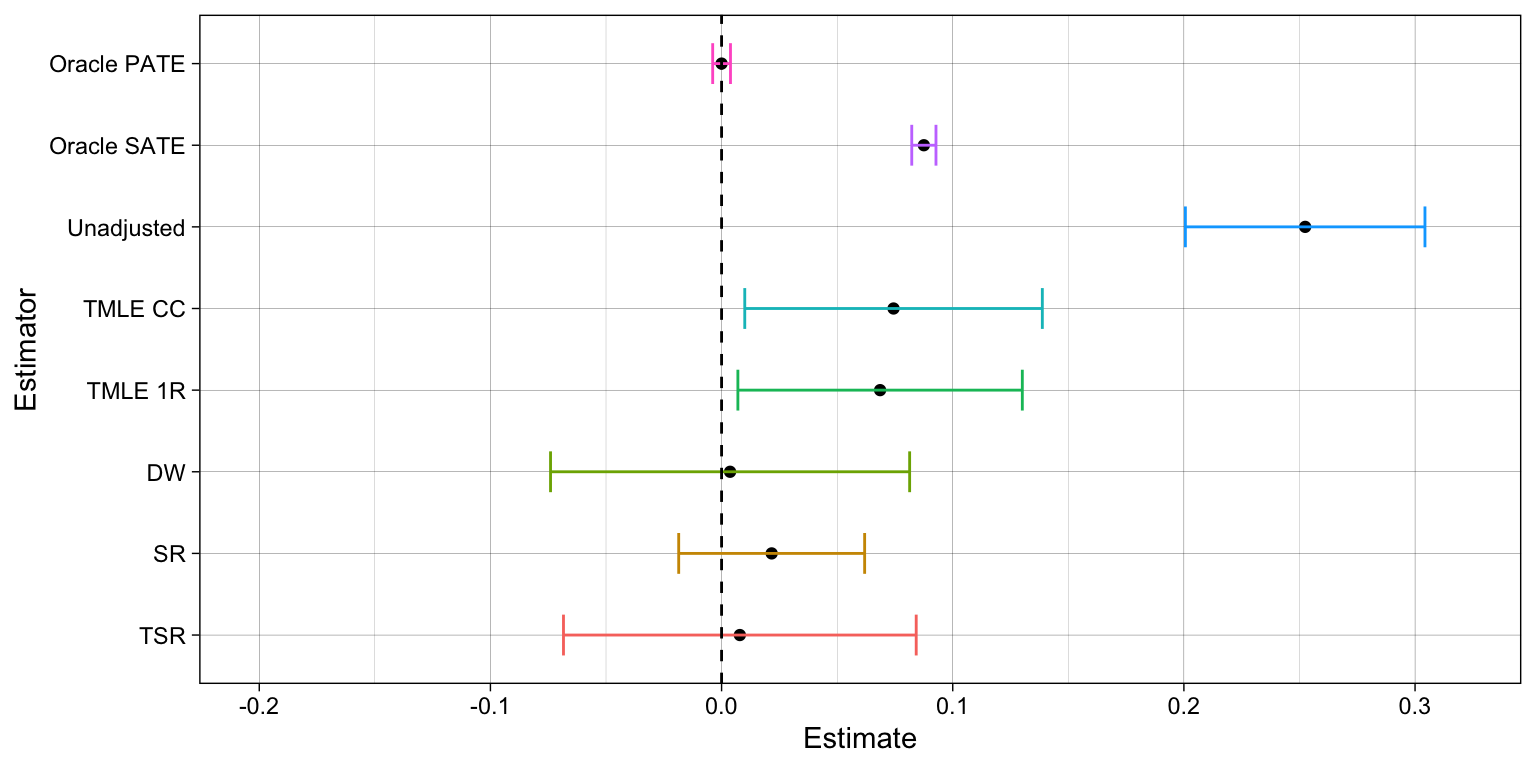 Oracle PATE
Oracle SATE
Unadjusted
TMLE CC
TMLE 1R
DW
SR
TSR
Estimator
-0.2 -0.1 0.0 0.1 0.2 0.3
Estimate